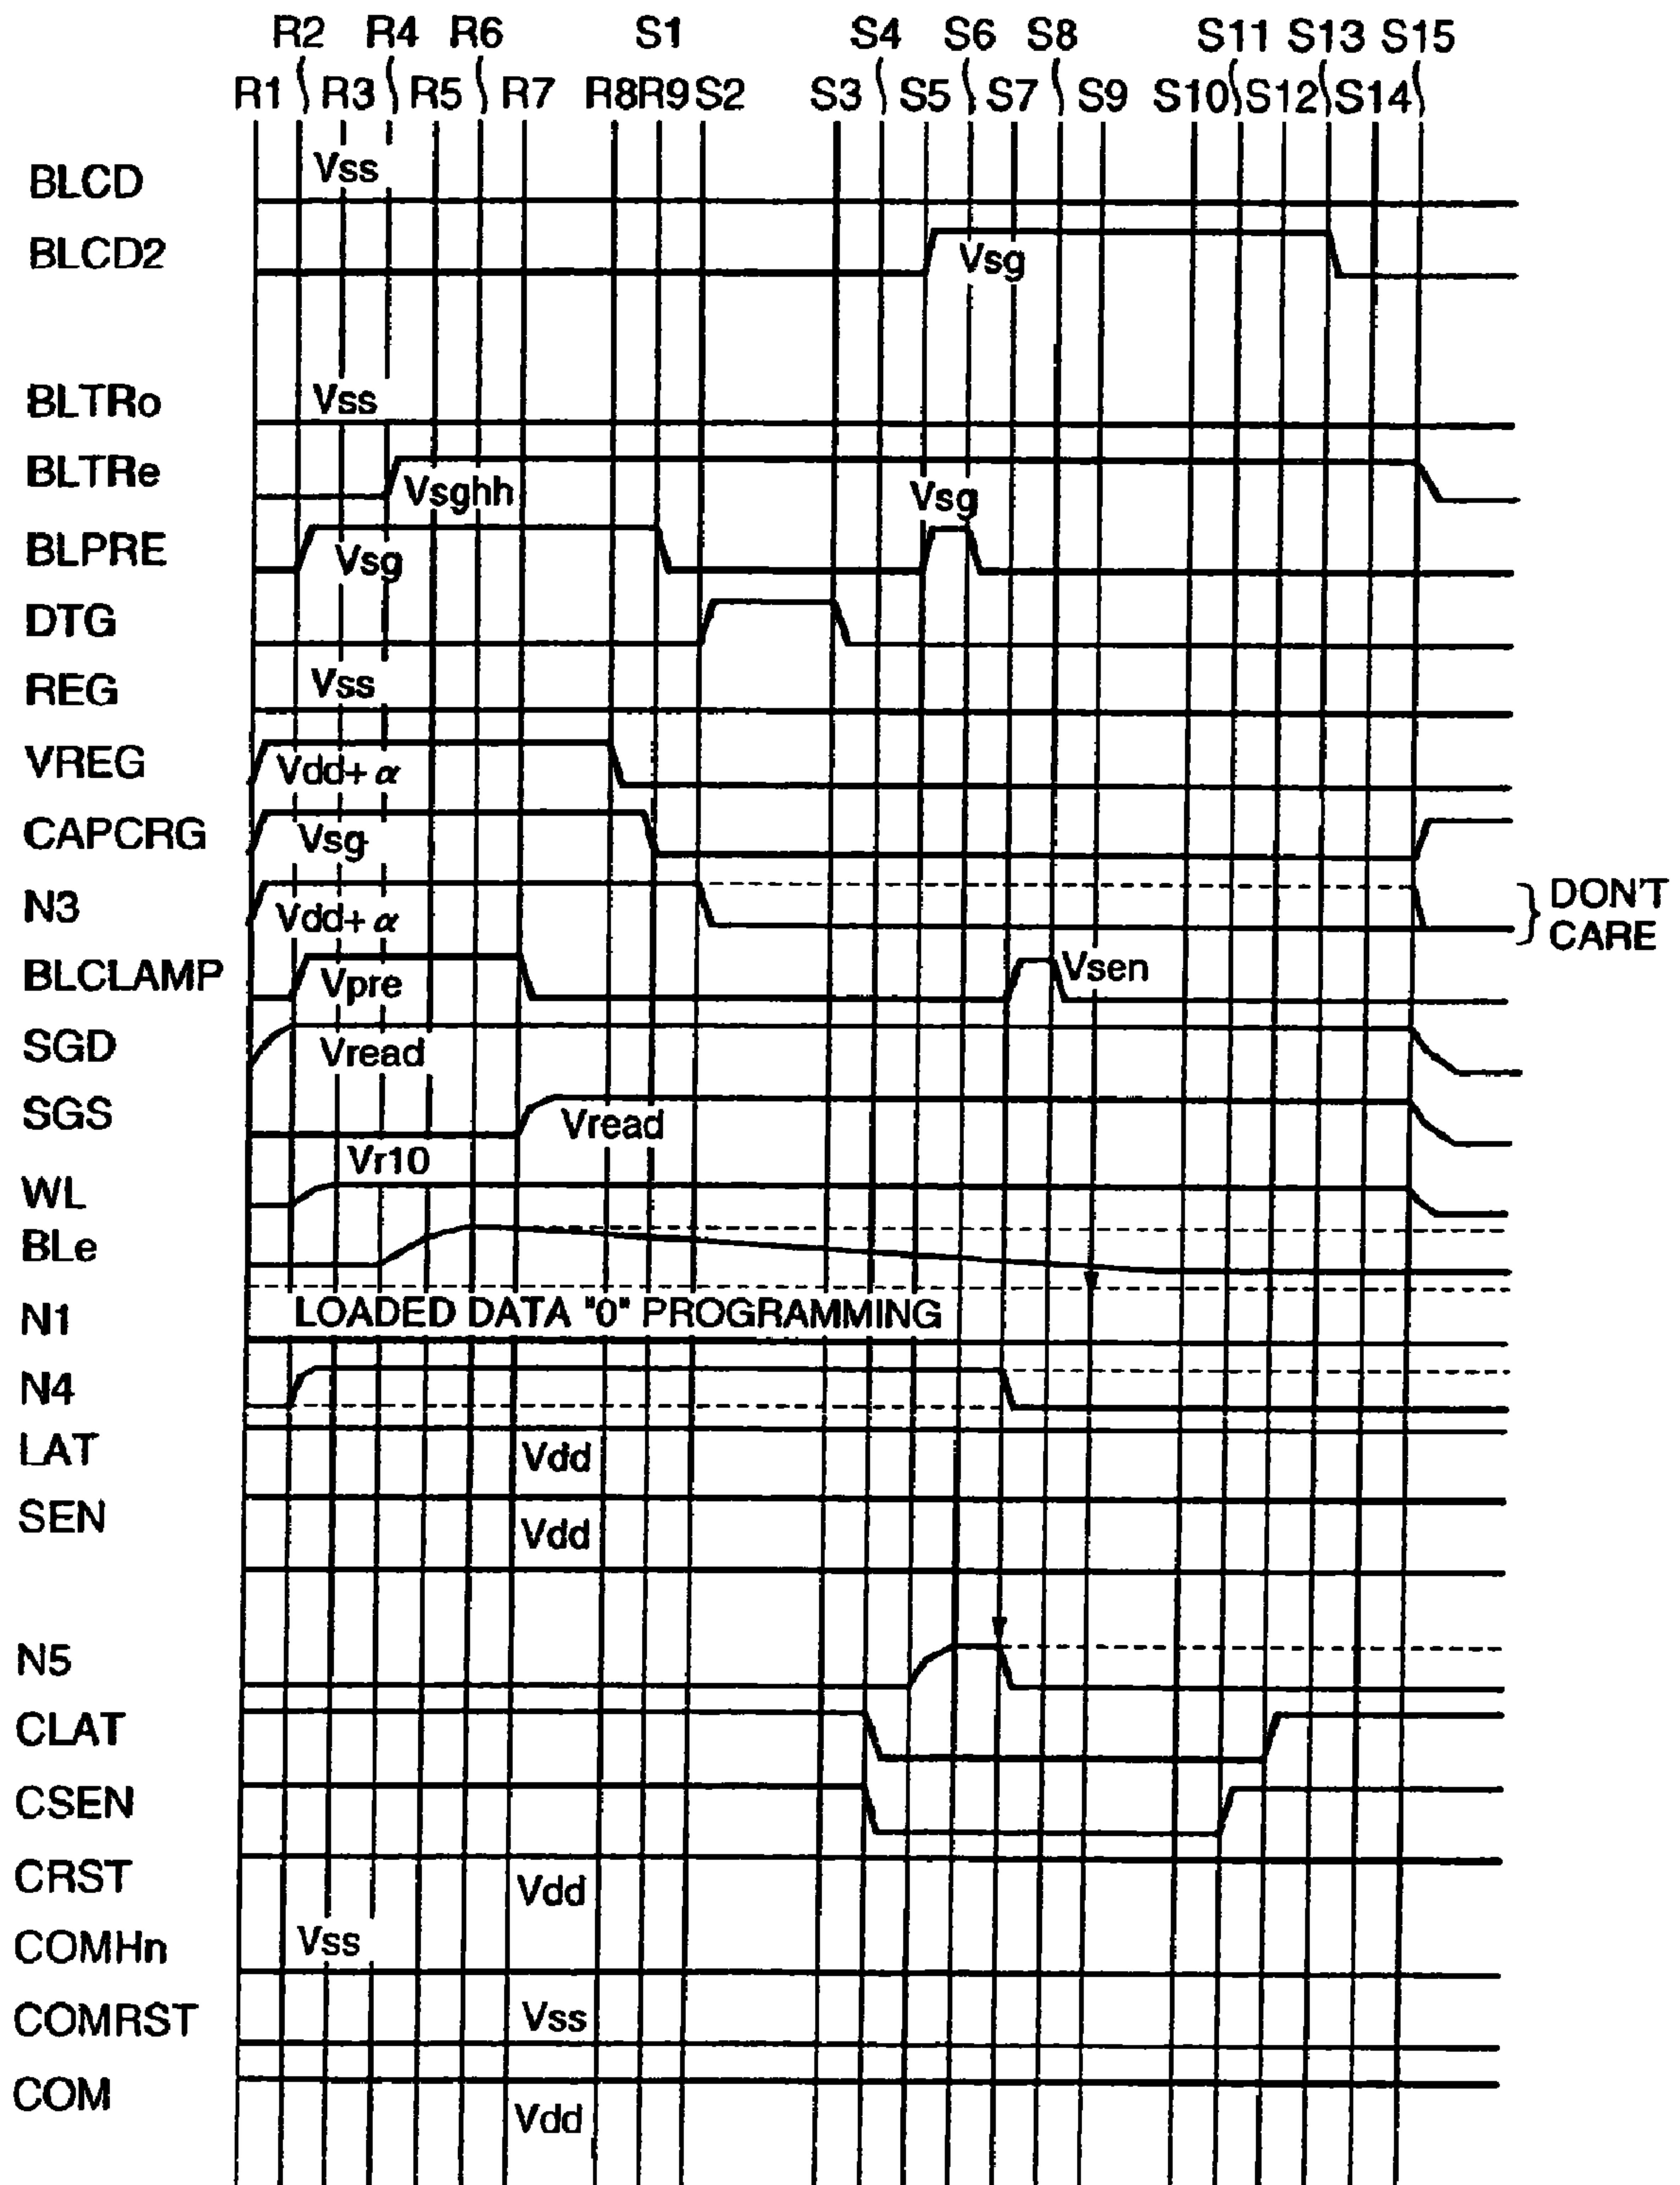 R2 R4 R6 S1 S4 S6 S8 S11 S13 S15
R1 R3 R5 R7 R8 R9 S2 S3 S5 S7 S9 S10 S12 S14
BLCD Vss
BLCD2 Vsg
BLTRo Vss
BLTRe Vsghh
BLPRE Vsg Vsg
DTG
REG Vss
VREG Vdd+α
CAPCRG Vsg
N3 Vdd+α
DON'T
CARE
BLCLAMP Vpre Vsen
SGD Vread
SGS Vread
WL Vr10
BLe
N1 LOADED DATA "0" PROGRAMMING
N4
LAT Vdd
SEN Vdd
N5
CLAT
CSEN
CRST Vdd
COMHn Vss
COMRST Vss
COM Vdd